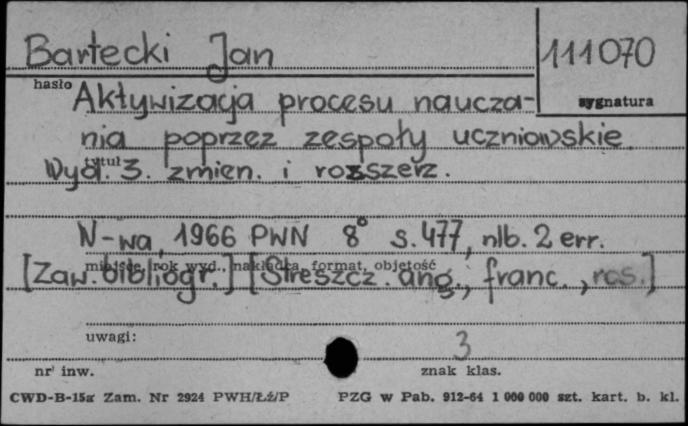 Bartecki Jan
111070
hasło
sygnatura
Aktywizacja procesu naucza-
nia poprzez zespoły uczniowskie.
tytuł
Wyd. 3. zmien. i rozszerz.
W-wa, 1966 PWN 8° s. 477, nlb. 2 err.
miejsce, rok wyd., nakładca, format, objętość
[Zaw. bibliogr.] [Streszcz. ang., franc., ros.]
uwagi:
3
nr inw.
znak klas.
CWD-B-15a Zam. Nr 2924 PWH/Łź/P PZG w Pab. 912-64 1 000 000 szt. kart. b. kl.